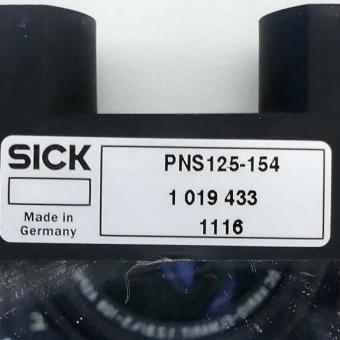 SICK
PNS125-154
1 019 433
1116
Made in
Germany